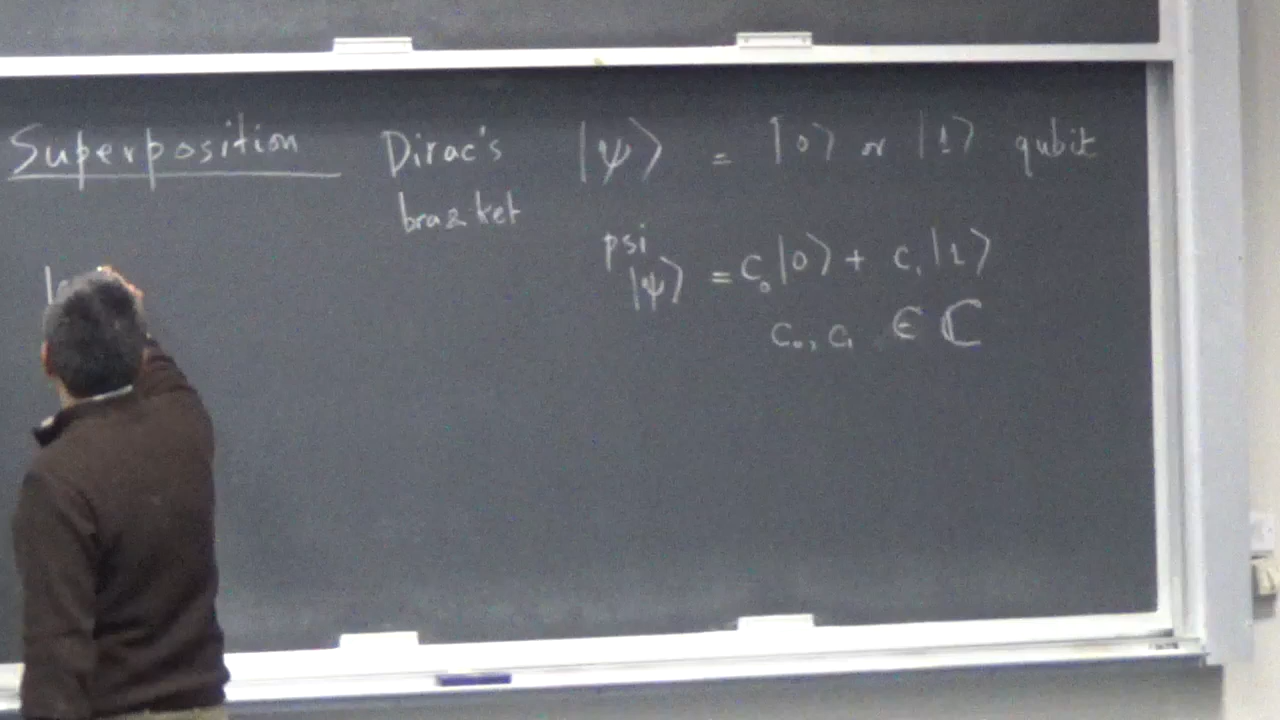 Superposition Dirac's |ψ⟩ = |0⟩ or |1⟩ qubit
bra & ket
psi
|ψ⟩ = C₀|0⟩ + C₁|1⟩
C₀, C₁ ∈ ℂ